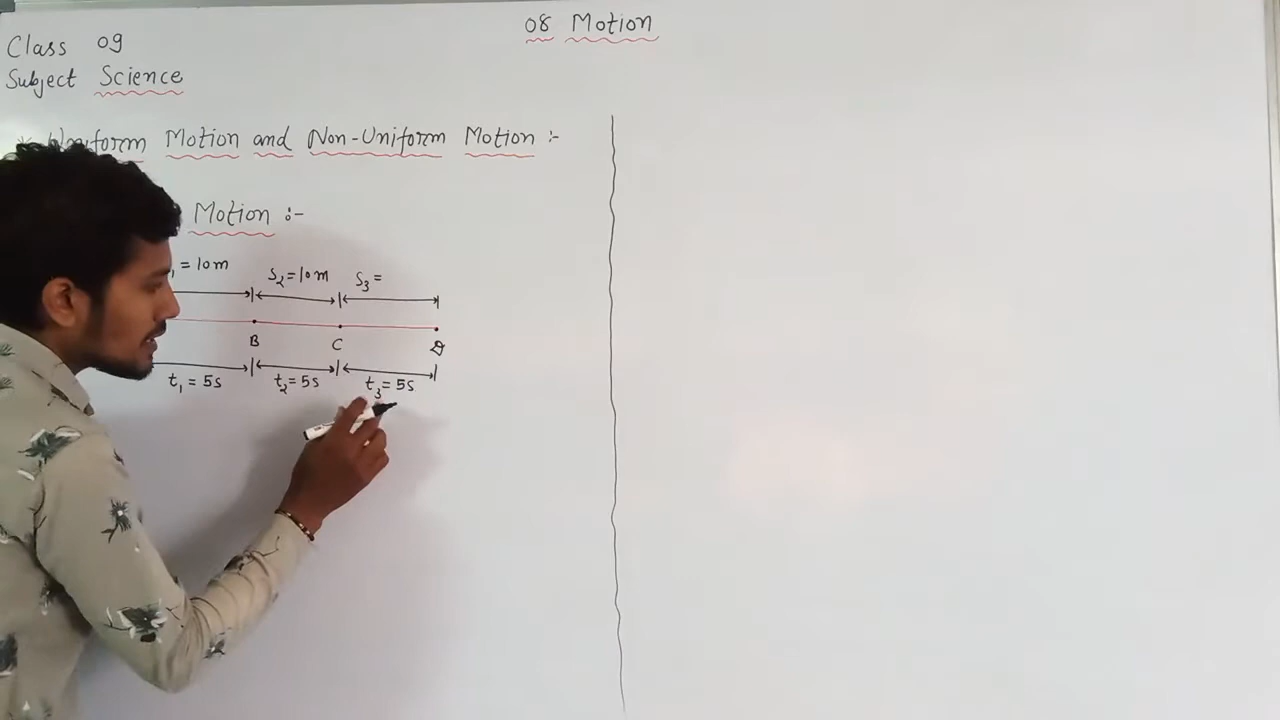 08 Motion
Class 09
Subject Science
Motion and Non-Uniform Motion :-
Motion :-
= 10m S₂ = 10m S₃ =
B C D
t₁ = 5s t₂ = 5s t₃ = 5s